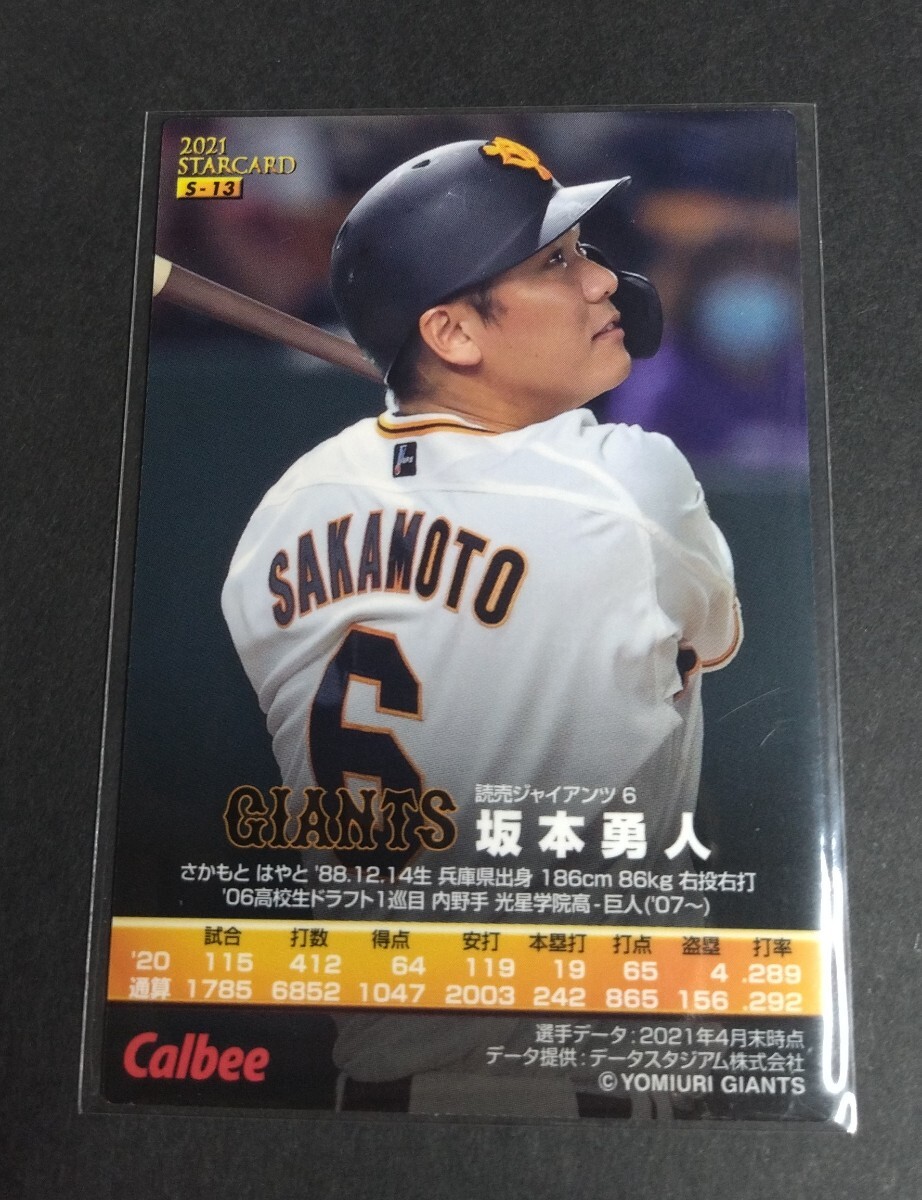 2021
STARCARD
S-13
SAKAMOTO
6
GIANTS
読売ジャイアンツ 6
坂本勇人
さかもと はやと '88.12.14生 兵庫県出身 186cm 86kg 右投右打
'06高校生ドラフト1巡目 内野手 光星学院高-巨人('07~)
試合 打数 得点 安打 本塁打 打点 盗塁 打率
'20 115 412 64 119 19 65 4 .289
通算 1785 6852 1047 2003 242 865 156 .292
Calbee
選手データ:2021年4月末時点
データ提供:データスタジアム株式会社
© YOMIURI GIANTS